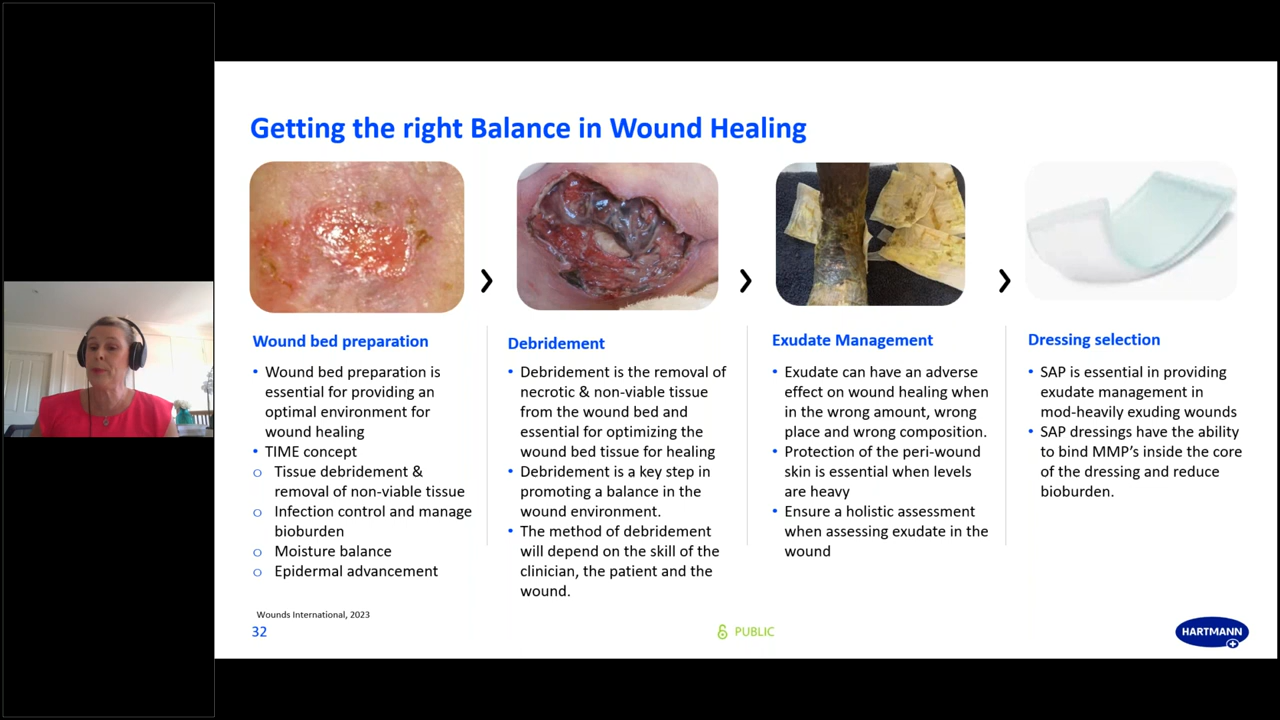 Getting the right Balance in Wound Healing
Wound bed preparation
• Wound bed preparation is
essential for providing an
optimal environment for
wound healing
• TIME concept
o Tissue debridement &
removal of non-viable tissue
o Infection control and manage
bioburden
o Moisture balance
o Epidermal advancement
Debridement
• Debridement is the removal of
necrotic & non-viable tissue
from the wound bed and
essential for optimizing the
wound bed tissue for healing
• Debridement is a key step in
promoting a balance in the
wound environment.
• The method of debridement
will depend on the skill of the
clinician, the patient and the
wound.
Exudate Management
• Exudate can have an adverse
effect on wound healing when
in the wrong amount, wrong
place and wrong composition.
• Protection of the peri-wound
skin is essential when levels
are heavy
• Ensure a holistic assessment
when assessing exudate in the
wound
Dressing selection
• SAP is essential in providing
exudate management in
mod-heavily exuding wounds
• SAP dressings have the ability
to bind MMP's inside the core
of the dressing and reduce
bioburden.
Wounds International, 2023
32
PUBLIC
HARTMANN